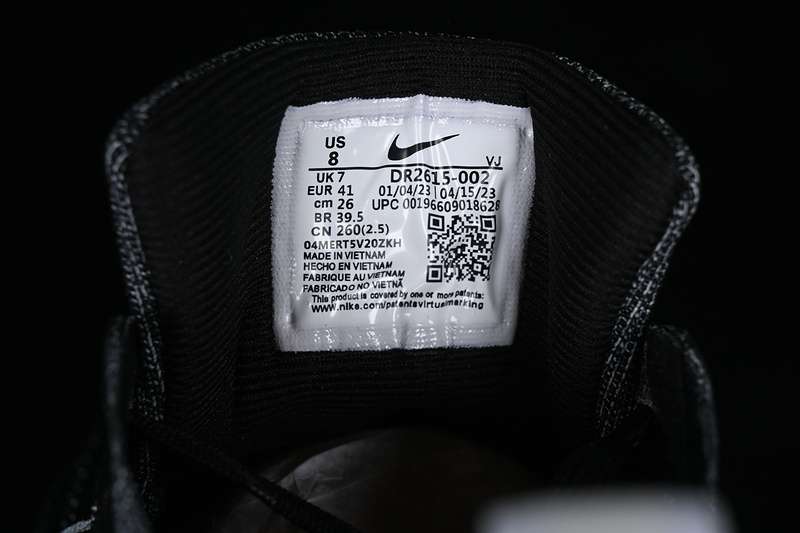 US
8
VJ
UK 7 DR2615-002
EUR 41 01/04/23 | 04/15/23
cm 26 UPC 00196609018628
BR 39.5
CN 260(2.5)
04MERT5V20ZKH
MADE IN VIETNAM
HECHO EN VIETNAM
FABRIQUE AU VIETNAM
FABRICADO NO VIETNÃ
This product is covered by one or more patents:
www.nike.com/patentsvirtualmarking